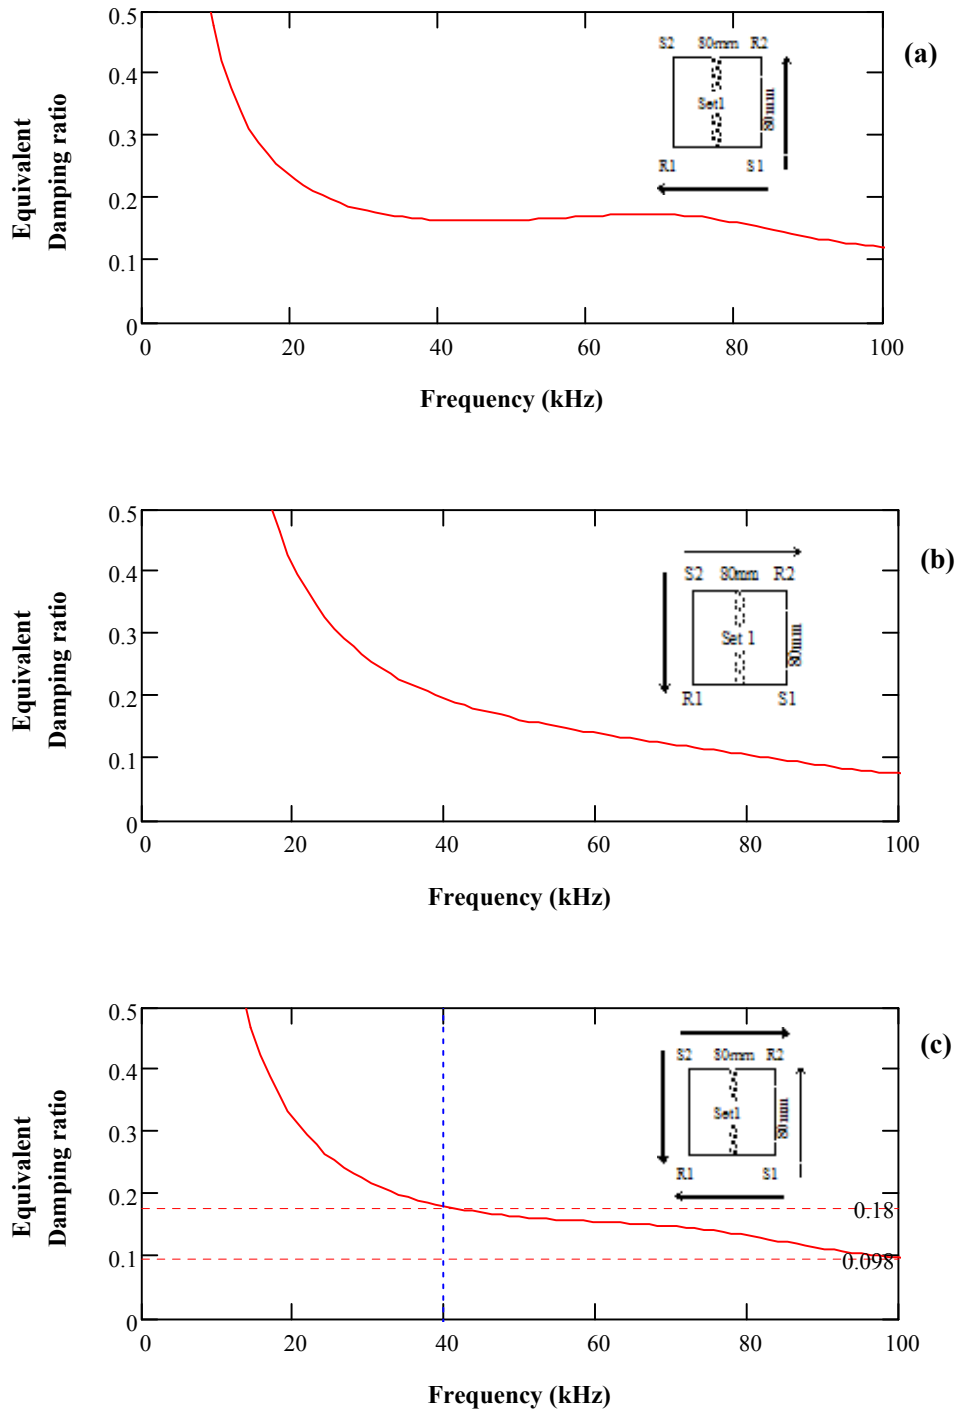 0.5
S2 80mm R2
(a)
0.4
Set1
80mm
0.3
Equivalent
Damping ratio
R1 S1
0.2
0.1
0
0 20 40 60 80 100
Frequency (kHz)
0.5
(b)
S2 80mm R2
0.4
Set 1
80mm
0.3
Equivalent
Damping ratio
R1 S1
0.2
0.1
0
0 20 40 60 80 100
Frequency (kHz)
0.5
(c)
S2 80mm R2
0.4
Set1
80mm
0.3
Equivalent
Damping ratio
R1 S1
0.2
0.18
0.1
0.098
0
0 20 40 60 80 100
Frequency (kHz)